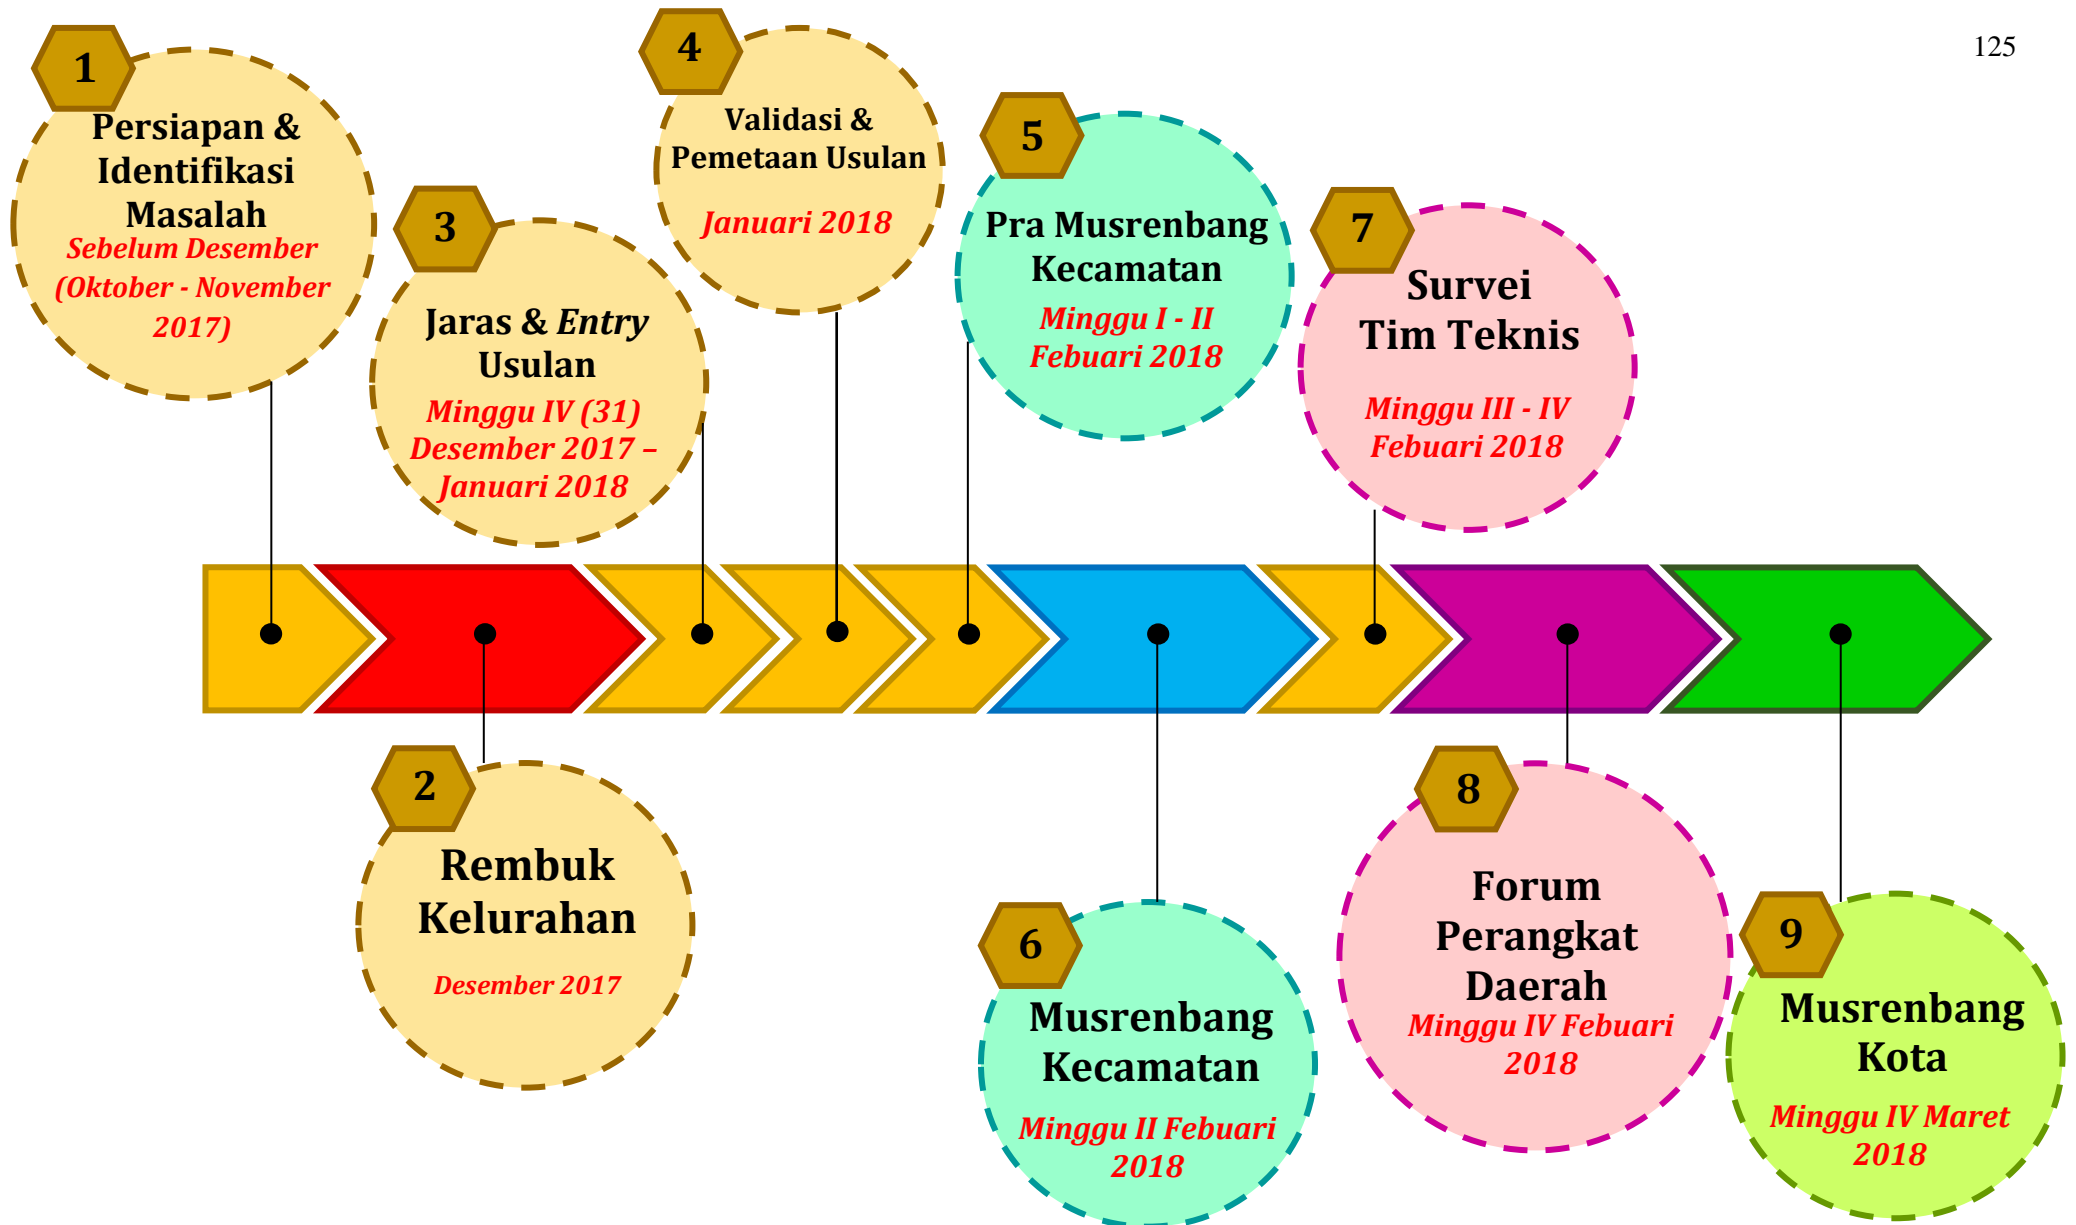 125
1
Persiapan &
Identifikasi
Masalah
Sebelum Desember
(Oktober - November
2017)
2
Rembuk
Kelurahan
Desember 2017
3
Jaras & Entry
Usulan
Minggu IV (31)
Desember 2017 –
Januari 2018
4
Validasi &
Pemetaan Usulan
Januari 2018
5
Pra Musrenbang
Kecamatan
Minggu I - II
Febuari 2018
6
Musrenbang
Kecamatan
Minggu II Febuari
2018
7
Survei
Tim Teknis
Minggu III - IV
Febuari 2018
8
Forum
Perangkat
Daerah
Minggu IV Febuari
2018
9
Musrenbang
Kota
Minggu IV Maret
2018